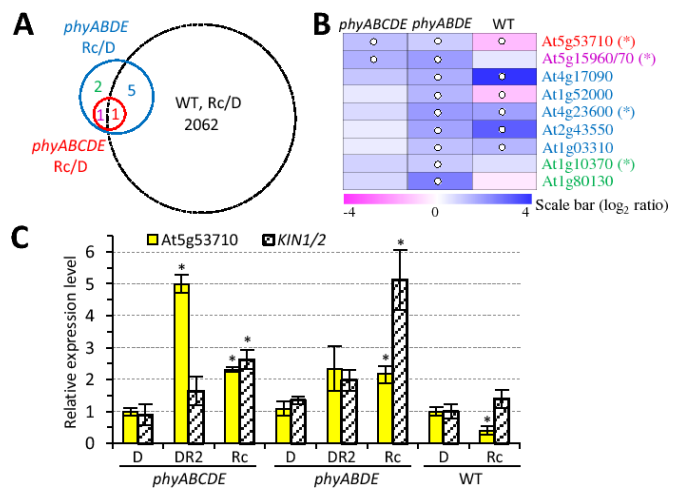 A
phyABDE
Rc/D
2
5
1
1
WT, Rc/D
2062
phyABCDE
Rc/D
B
phyABCDE phyABDE WT
At5g53710 (*)
At5g15960/70 (*)
At4g17090
At1g52000
At4g23600 (*)
At2g43550
At1g03310
At1g10370 (*)
At1g80130
-4 0 4 Scale bar (log2 ratio)
C
At5g53710 KIN1/2
Relative expression level
6
5
4
3
2
1
0
* * * * * *
D DR2 Rc D DR2 Rc D Rc
phyABCDE phyABDE WT